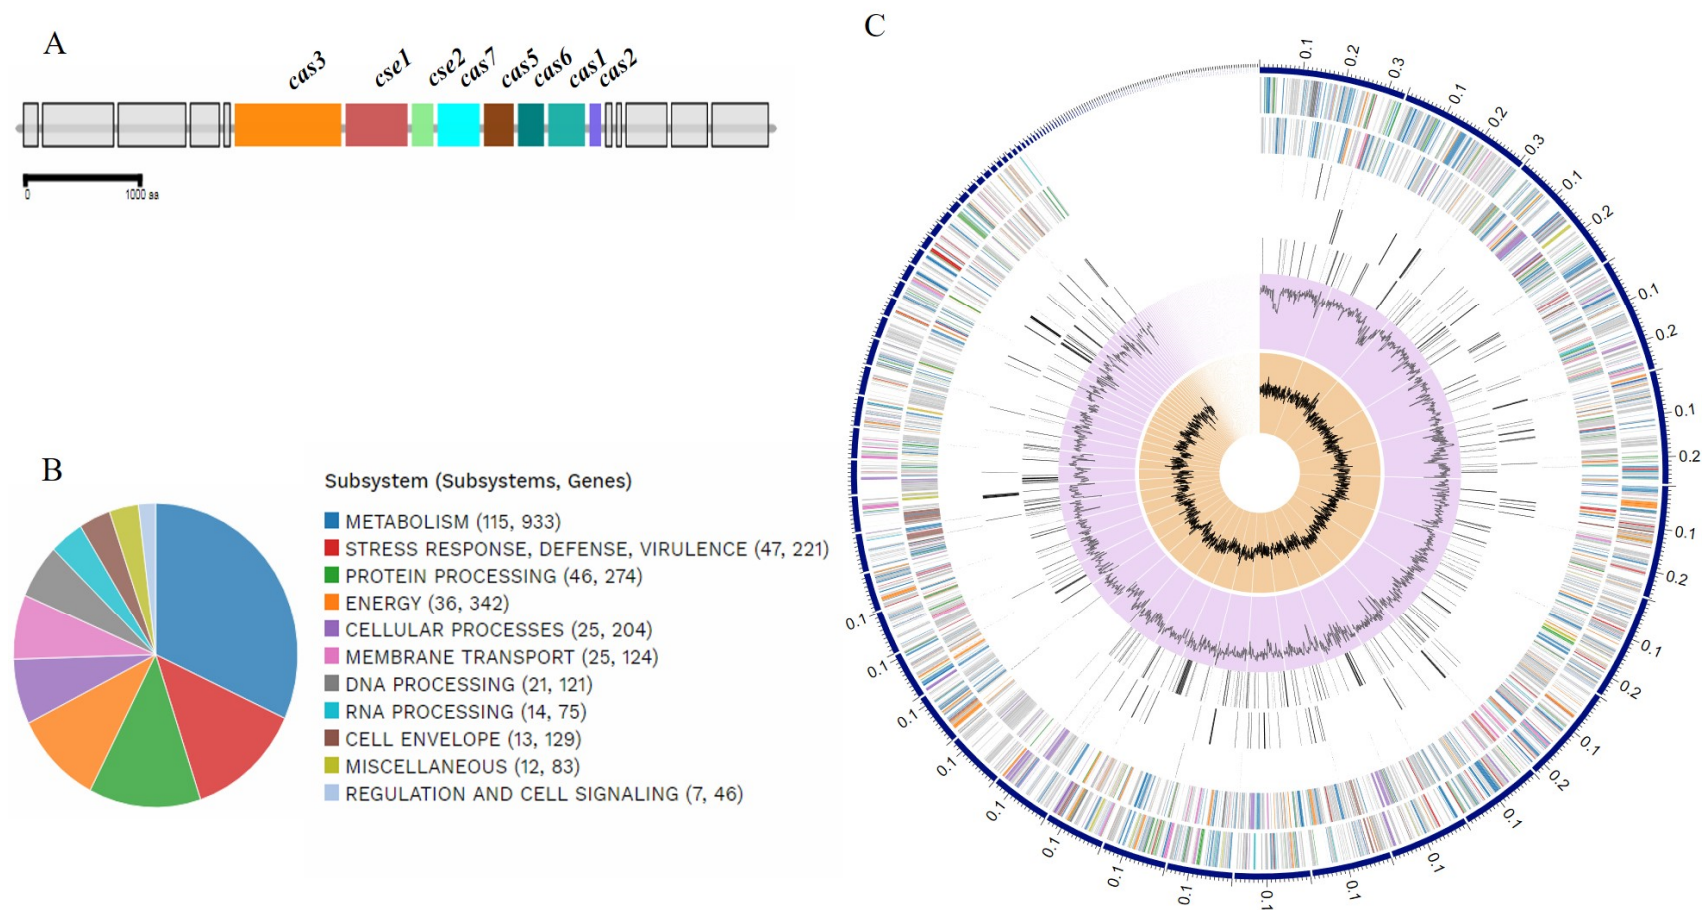 A
cas3 cse1 cse2 cas7 cas5 cas6 cas1 cas2
0 1000 aa
B
Subsystem (Subsystems, Genes)
METABOLISM (115, 933)
STRESS RESPONSE, DEFENSE, VIRULENCE (47, 221)
PROTEIN PROCESSING (46, 274)
ENERGY (36, 342)
CELLULAR PROCESSES (25, 204)
MEMBRANE TRANSPORT (25, 124)
DNA PROCESSING (21, 121)
RNA PROCESSING (14, 75)
CELL ENVELOPE (13, 129)
MISCELLANEOUS (12, 83)
REGULATION AND CELL SIGNALING (7, 46)
C
0.1
0.2
0.3
0.1
0.2
0.3
0.1
0.2
0.1
0.2
0.1
0.2
0.1
0.2
0.1
0.2
0.1
0.2
0.1
0.1
0.1
0.1
0.1
0.1
0.1
0.1
0.1
0.1
0.1
0.1